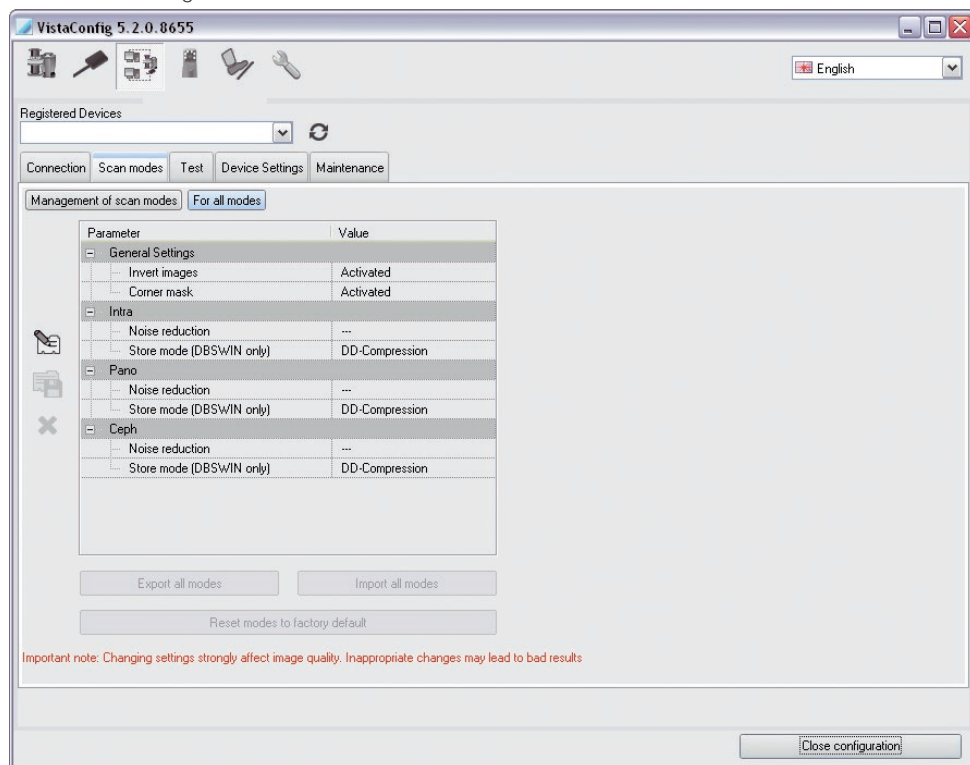 VistaConfig 5.2.0.8655
English
Registered Devices
Connection Scan modes Test Device Settings Maintenance
Management of scan modes For all modes
Parameter Value
General Settings
Invert images Activated
Corner mask Activated
Intra
Noise reduction ---
Store mode (DBSWIN only) DD-Compression
Pano
Noise reduction ---
Store mode (DBSWIN only) DD-Compression
Ceph
Noise reduction ---
Store mode (DBSWIN only) DD-Compression
Export all modes Import all modes
Reset modes to factory default
Important note: Changing settings strongly affect image quality. Inappropriate changes may lead to bad results
Close configuration